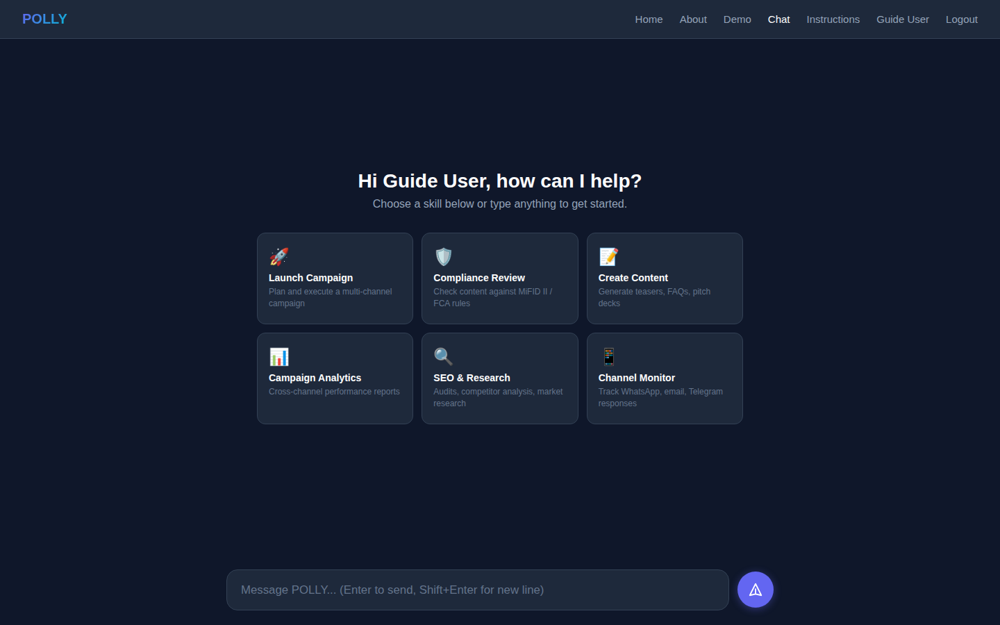 POLLY
Home
About
Demo
Chat
Instructions
Guide User
Logout
Hi Guide User, how can I help?
Choose a skill below or type anything to get started.
Launch Campaign
Plan and execute a multi-channel
campaign
Compliance Review
Check content against MiFID II /
FCA rules
Create Content
Generate teasers, FAQs, pitch
decks
Campaign Analytics
Cross-channel performance reports
SEO & Research
Audits, competitor analysis, market
research
Channel Monitor
Track WhatsApp, email, Telegram
responses
Message POLLY... (Enter to send, Shift+Enter for new line)